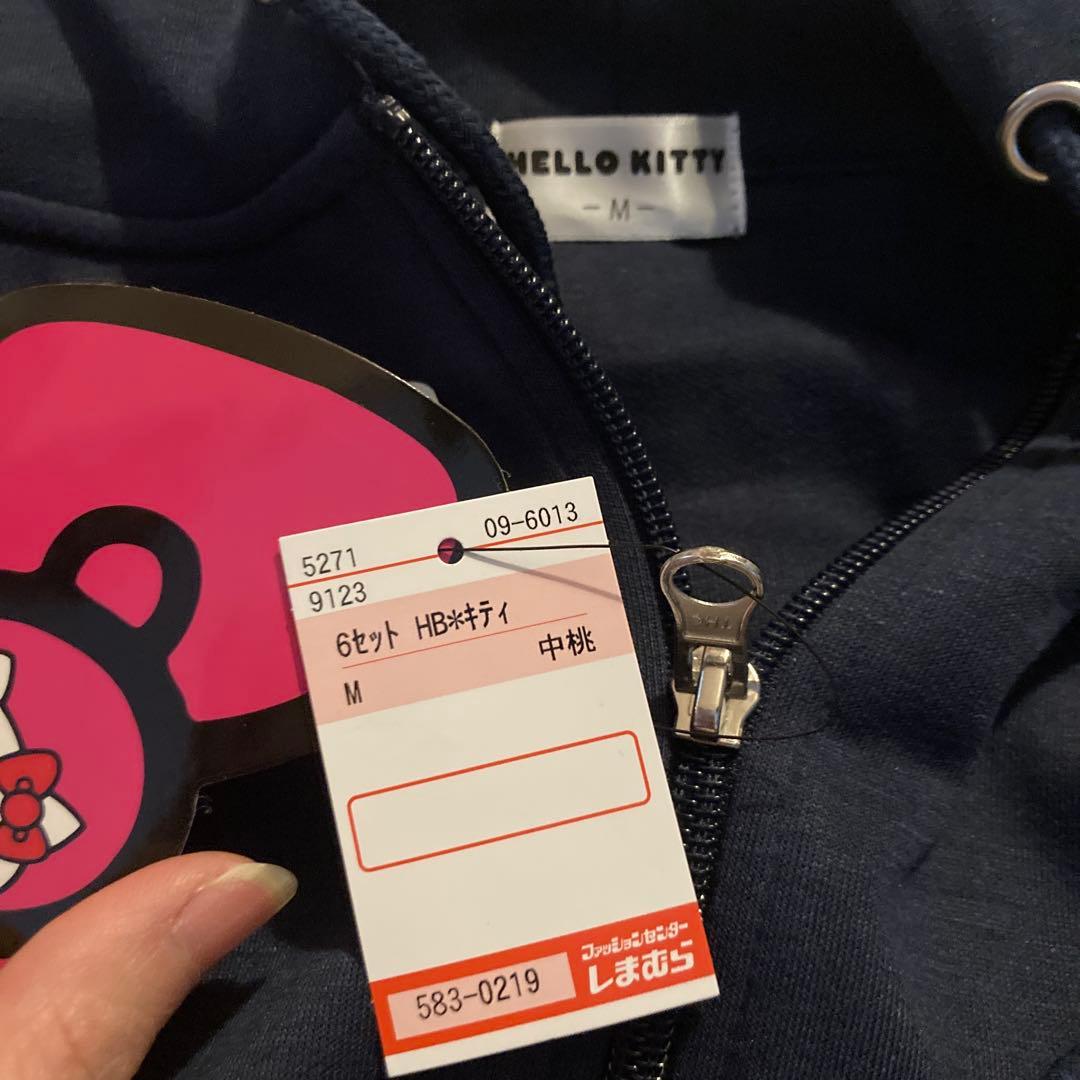 HELLO KITTY
-M-
5271
09-6013
9123
6セット HB*キティ
中桃
M
ファッションセンター
しまむら
583-0219